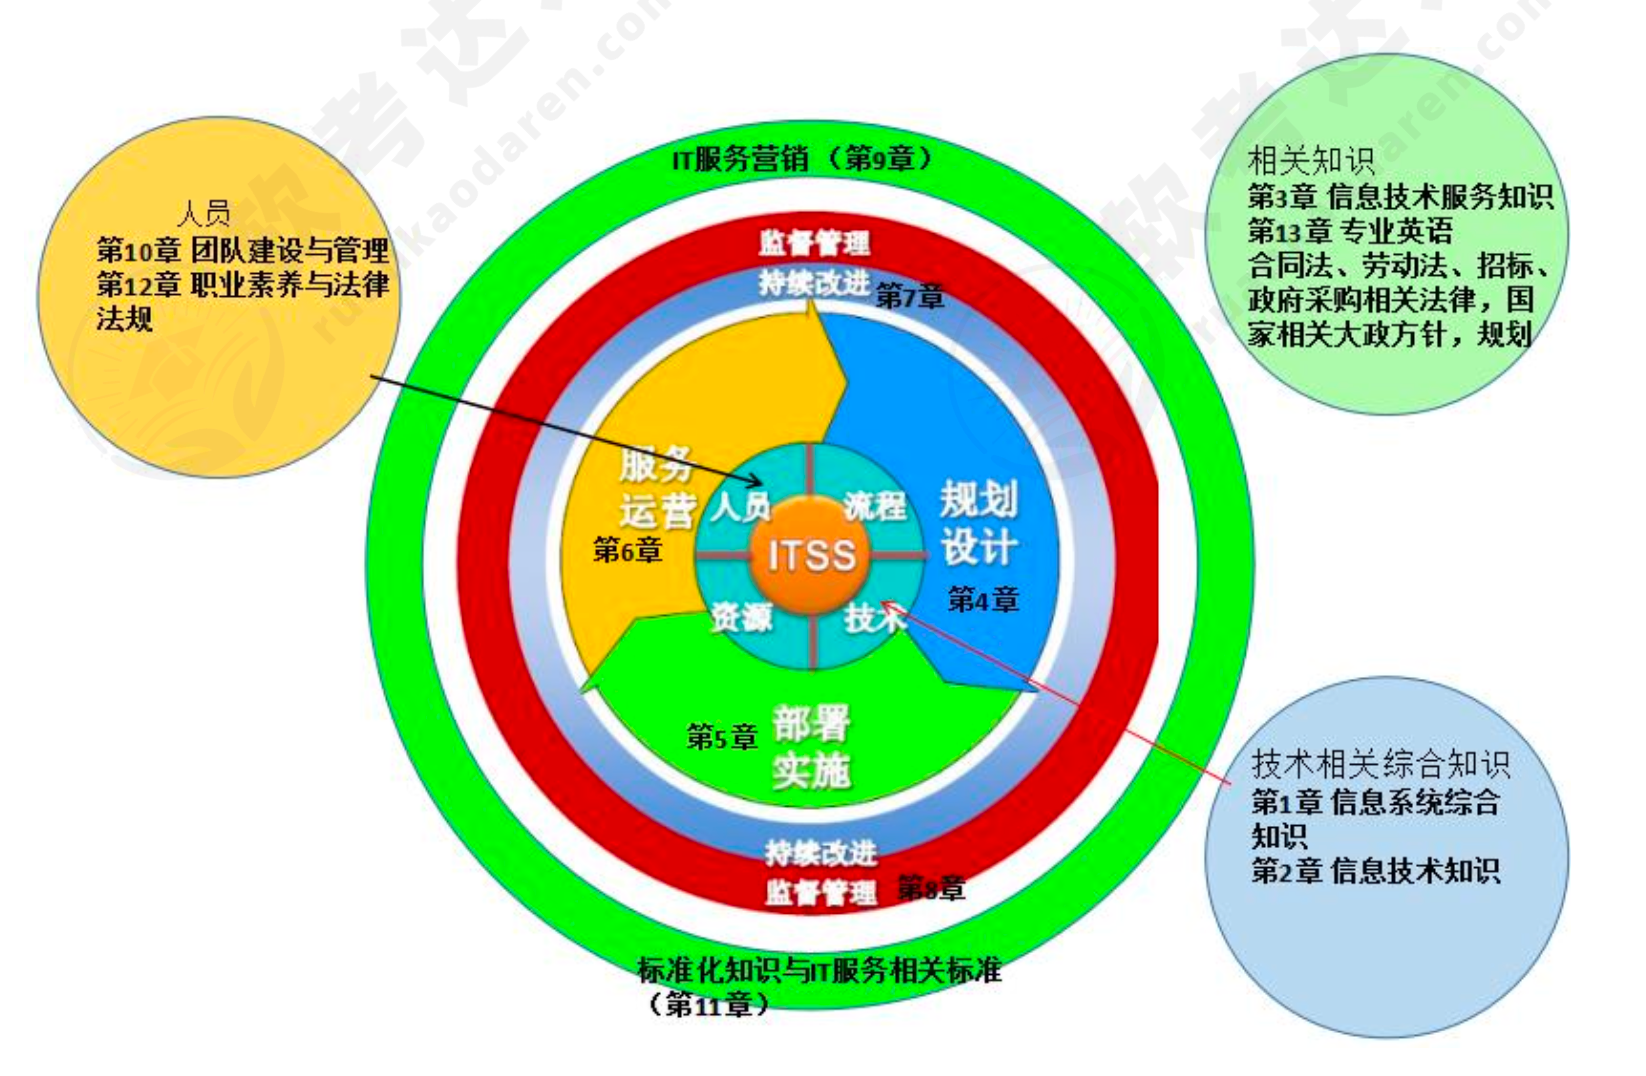 IT服务营销 （第9章）
人员
第10章 团队建设与管理
第12章 职业素养与法律
法规
相关知识
第3章 信息技术服务知识
第13章 专业英语
合同法、劳动法、招标、
政府采购相关法律，国
家相关大政方针，规划
监督管理
持续改进
第7章
服务
运营
第6章
人员
流程
ITSS
资源
技术
规划
设计
第4章
第5章
部署
实施
持续改进
监督管理
第8章
标准化知识与IT服务相关标准
（第11章）
技术相关综合知识
第1章 信息系统综合
知识
第2章 信息技术知识
软考达
ruankaodaren.com